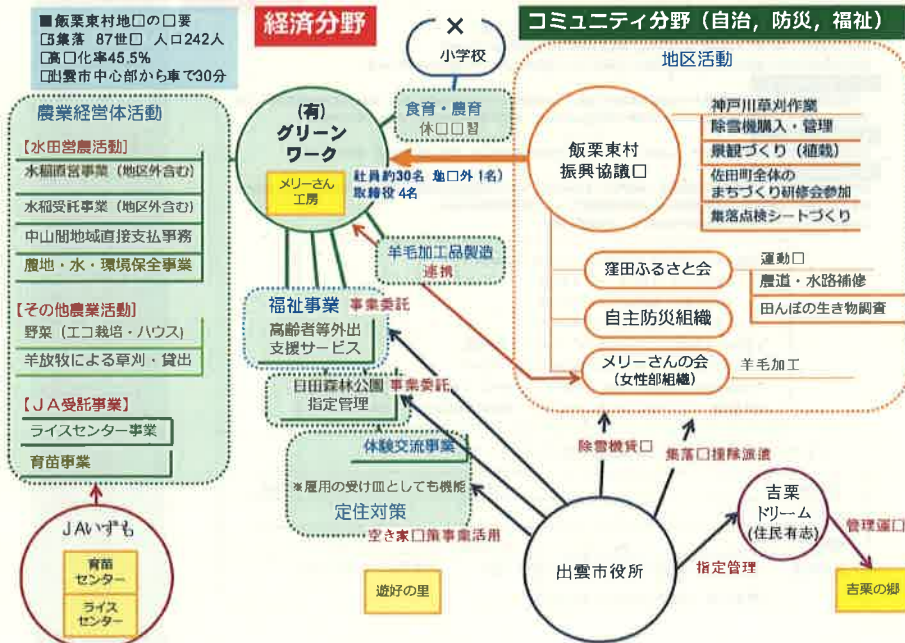 ■飯栗東村地□の□要
□5集落 87世□ 人口242人
□高□化率45.5%
□出雲市中心部から車で30分
経済分野
コミュニティ分野（自治，防災，福祉）
×
小学校
地区活動
農業経営体活動
【水田営農活動】
水稲直営事業（地区外含む）
水稲受託事業（地区外含む）
中山間地域直接支払事務
農地・水・環境保全事業
【その他農業活動】
野菜（エコ栽培・ハウス）
羊放牧による草刈・貸出
【JA受託事業】
ライスセンター事業
育苗事業
JAいずも
育苗
センター
ライス
センター
(有)
グリーン
ワーク
メリーさん
工房
食育・農育
休□□習
社員約30名 地□外 1名）
取締役 4名
羊毛加工品製造
連携
福祉事業
事業委託
高齢者等外出
支援サービス
目田森林公園
事業委託
指定管理
体験交流事業
※雇用の受け皿としても機能
定住対策
空き家□策事業活用
遊好の里
飯栗東村
振興協議□
神戸川草刈作業
除雪機購入・管理
景観づくり（植栽）
佐田町全体の
まちづくり研修会参加
集落点検シートづくり
窪田ふるさと会
運動□
農道・水路補修
田んぼの生き物調査
自主防災組織
メリーさんの会
(女性部組織)
羊毛加工
除雪機貸□
集落□援隊派遣
出雲市役所
指定管理
吉栗
ドリーム
(住民有志)
管理運□
吉栗の郷